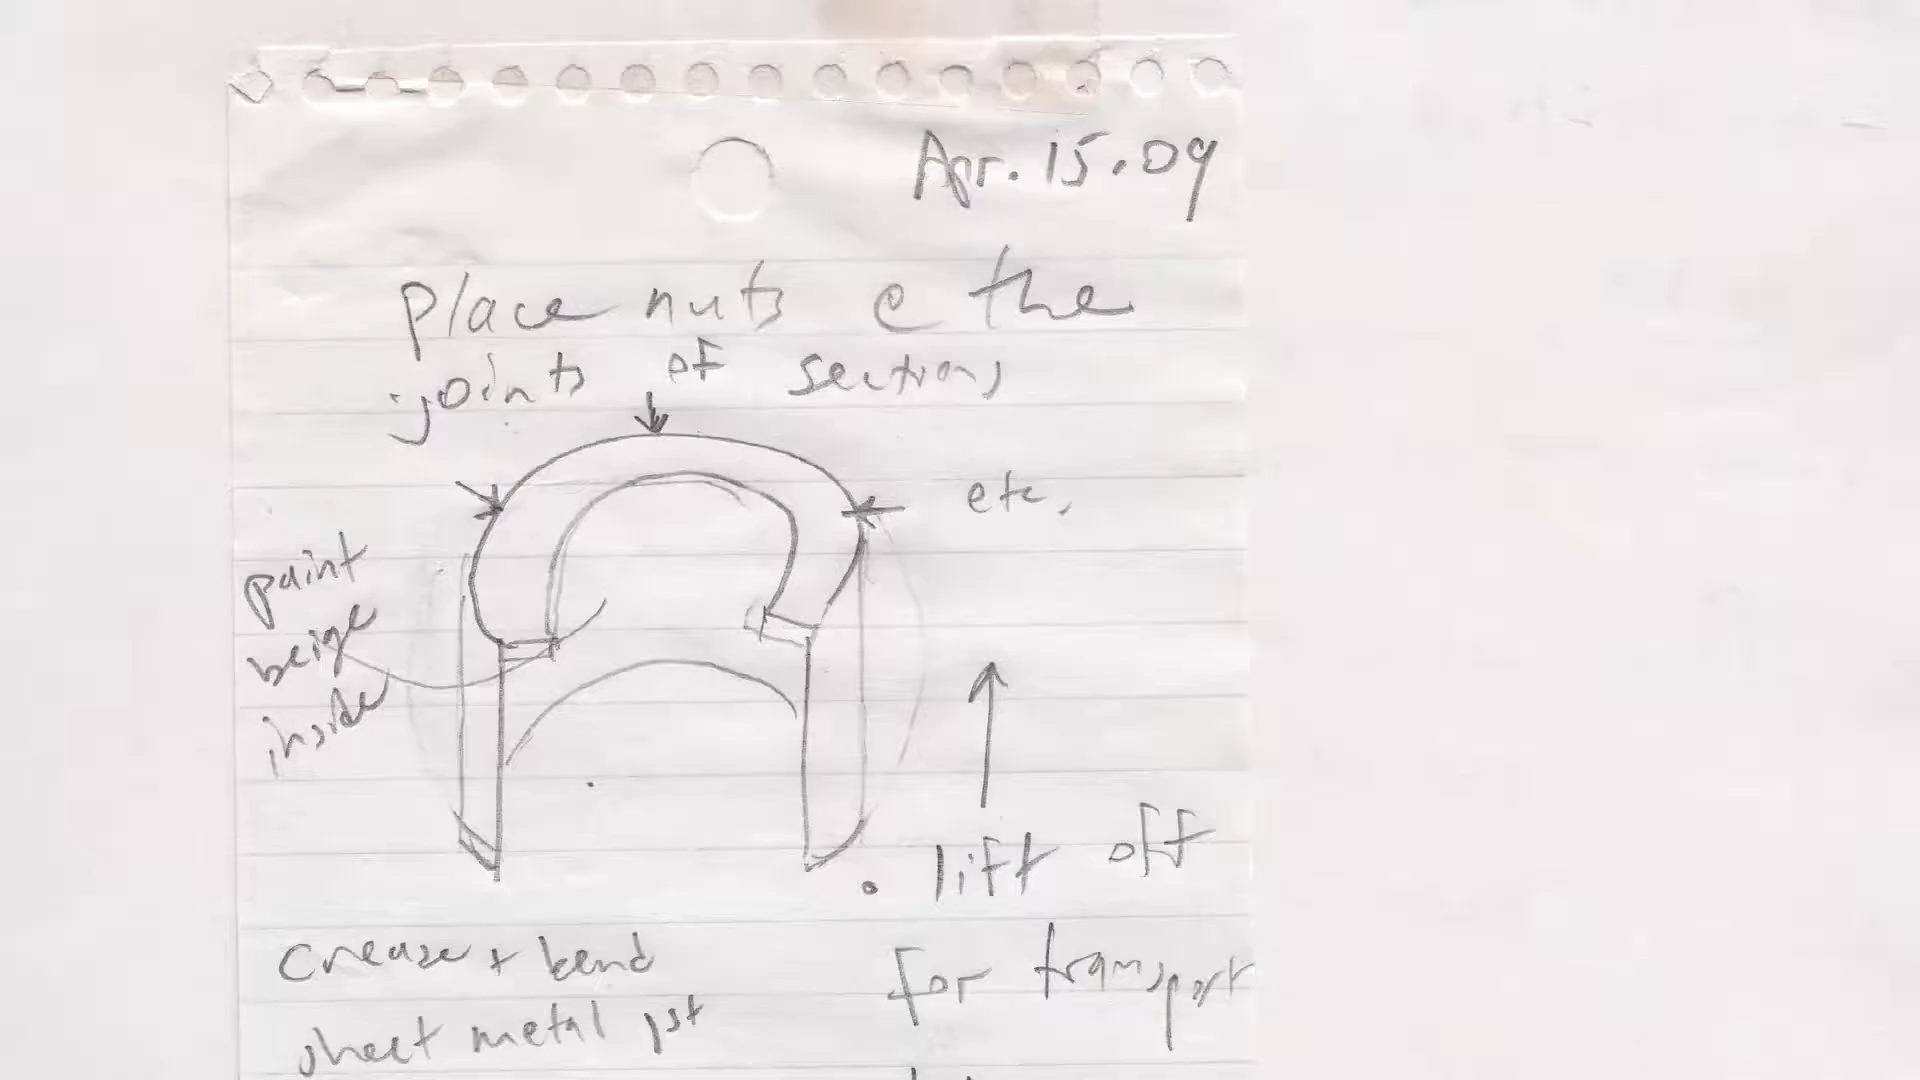 Apr. 15.09
place nuts e the
joints of sections
etc.
paint
beige
inside
lift off
for transport
crease + bend
sheet metal 1st